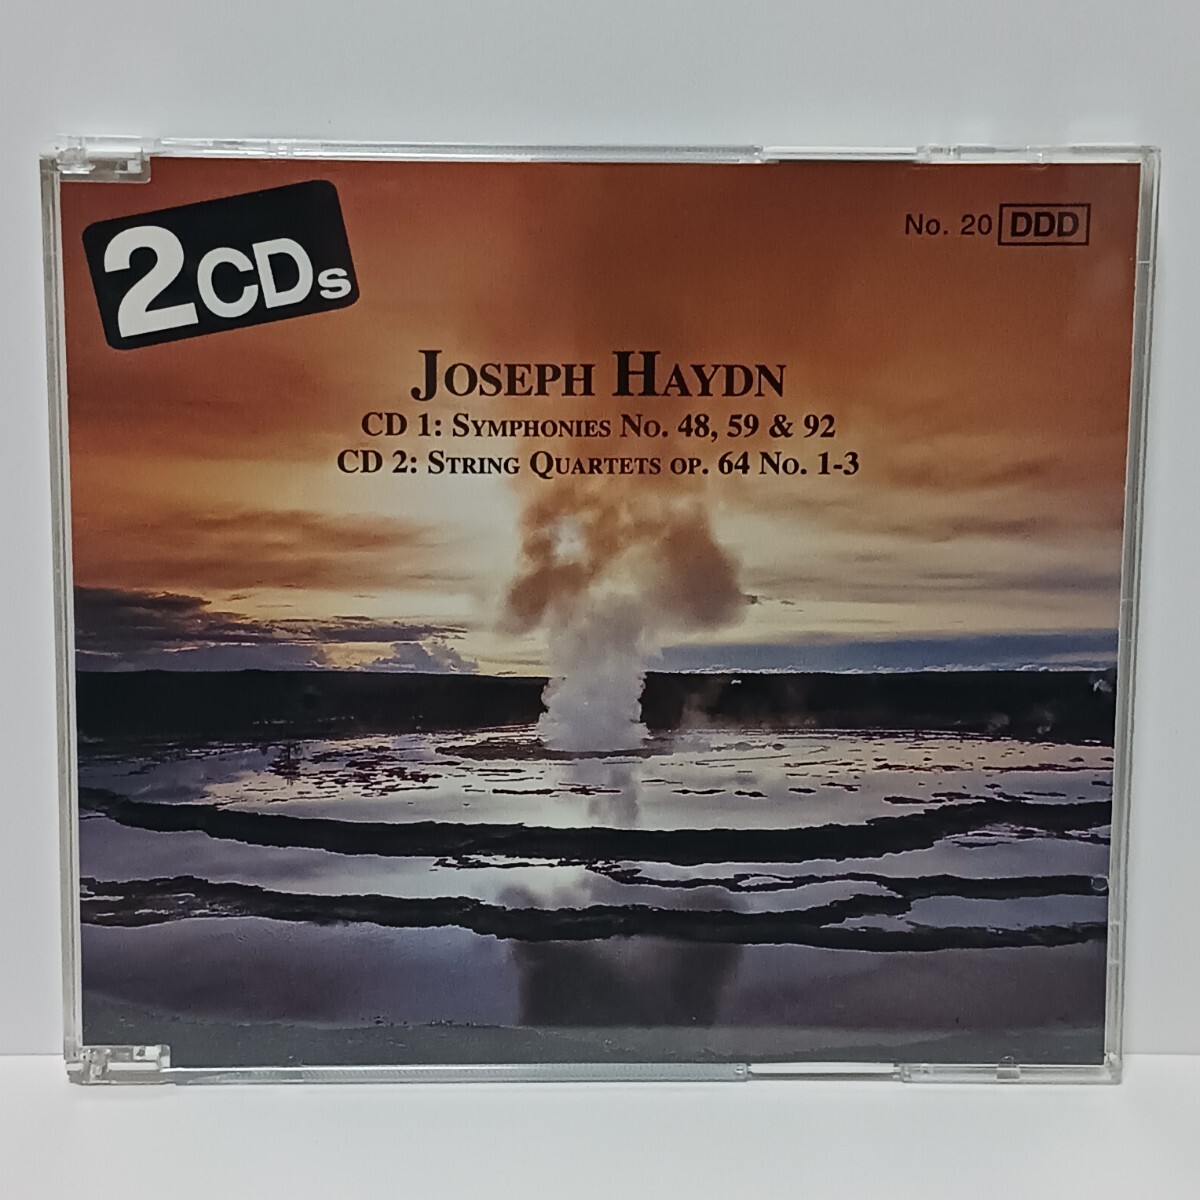 2CDs
No. 20 DDD
JOSEPH HAYDN
CD 1: SYMPHONIES NO. 48, 59 & 92
CD 2: STRING QUARTETS OP. 64 NO. 1-3